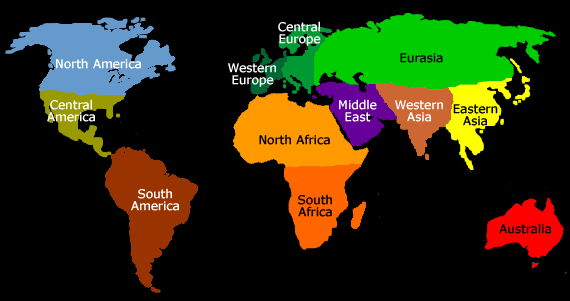 Central
Europe
North America
Western
Europe
Eurasia
Central
America
Middle
East
Western
Asia
Eastern
Asia
North Africa
South
America
South
Africa
Australia